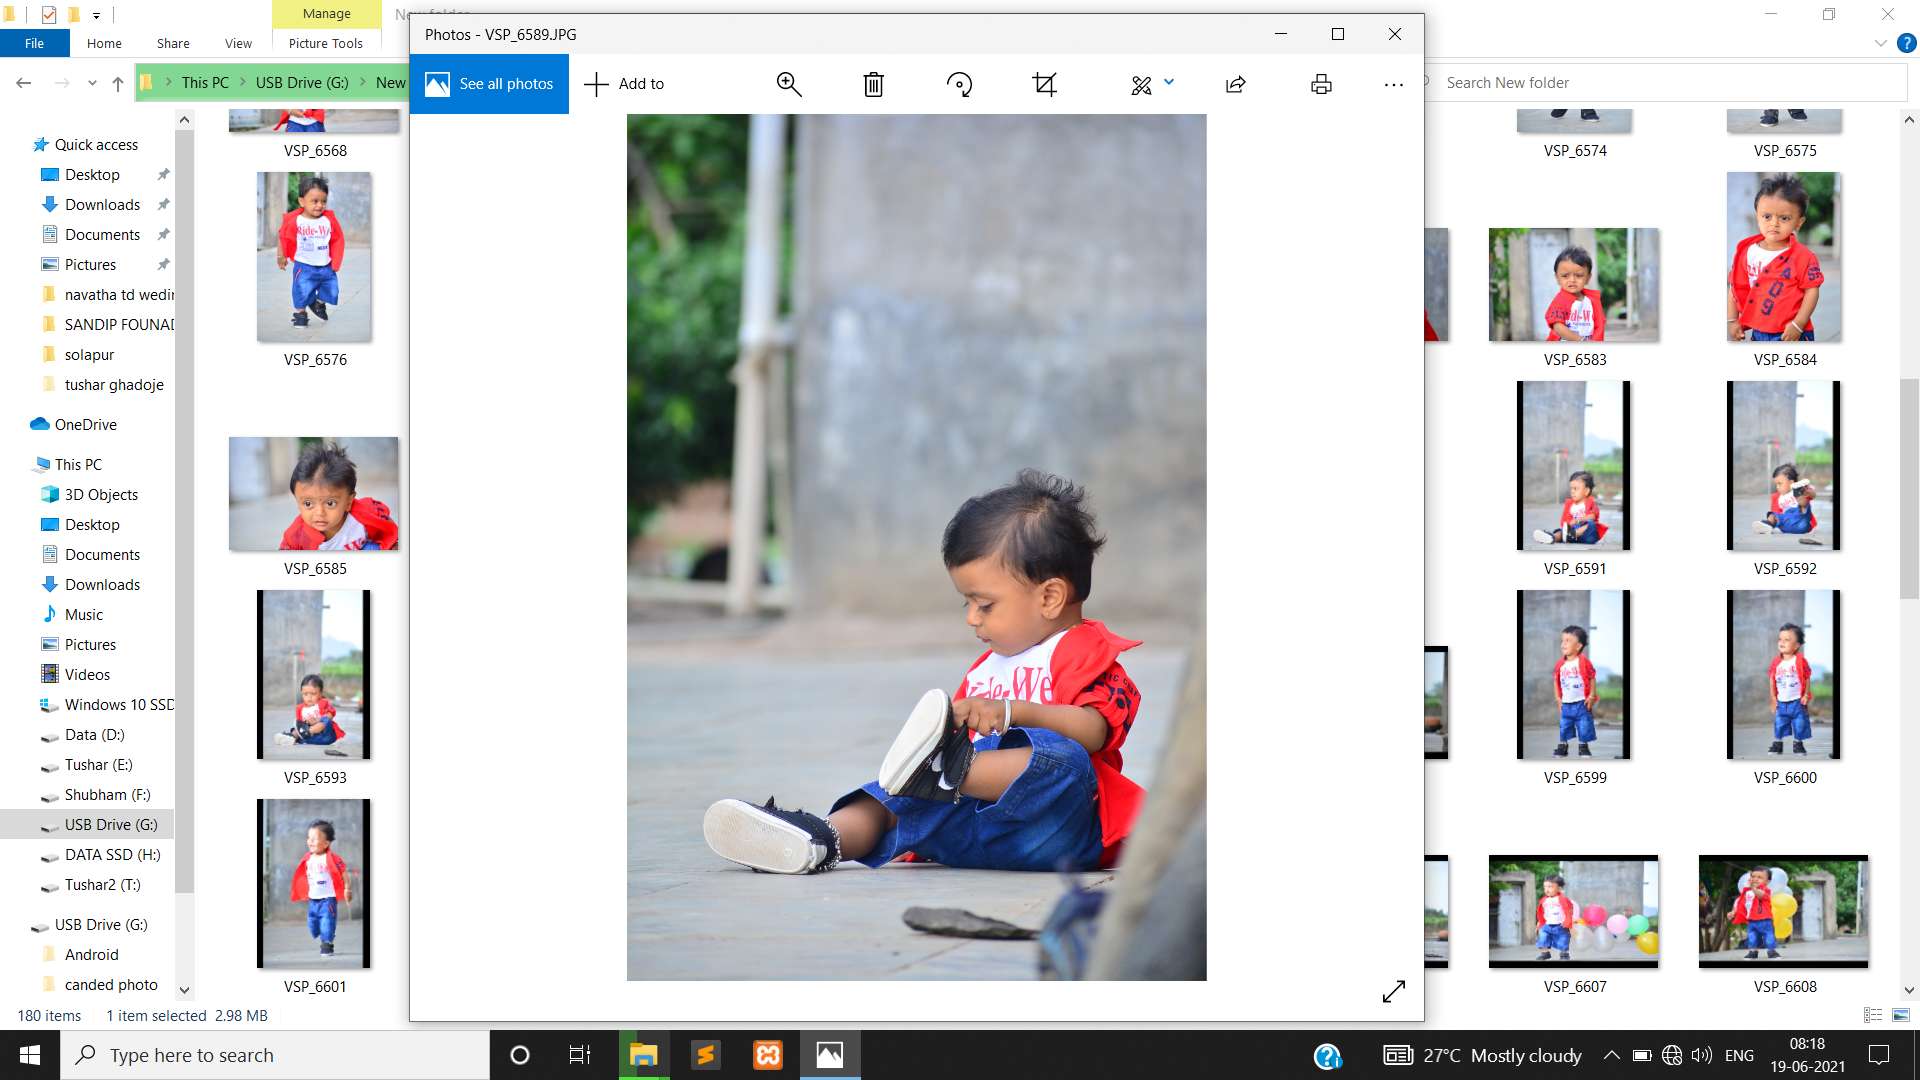 Manage
New folder
File
Home
Share
View
Picture Tools
This PC
USB Drive (G:)
New
Search New folder
Photos - VSP_6589.JPG
See all photos
Add to
Quick access
Desktop
Downloads
Documents
Pictures
navatha td wedin
SANDIP FOUNAD
solapur
tushar ghadoje
OneDrive
This PC
3D Objects
Desktop
Documents
Downloads
Music
Pictures
Videos
Windows 10 SSD
Data (D:)
Tushar (E:)
Shubham (F:)
USB Drive (G:)
DATA SSD (H:)
Tushar2 (T:)
USB Drive (G:)
Android
canded photo
VSP_6568
VSP_6574
VSP_6575
VSP_6576
VSP_6583
VSP_6584
VSP_6585
VSP_6591
VSP_6592
VSP_6593
VSP_6599
VSP_6600
VSP_6601
VSP_6607
VSP_6608
180 items
1 item selected 2.98 MB
Type here to search
27°C Mostly cloudy
ENG
08:18
19-06-2021